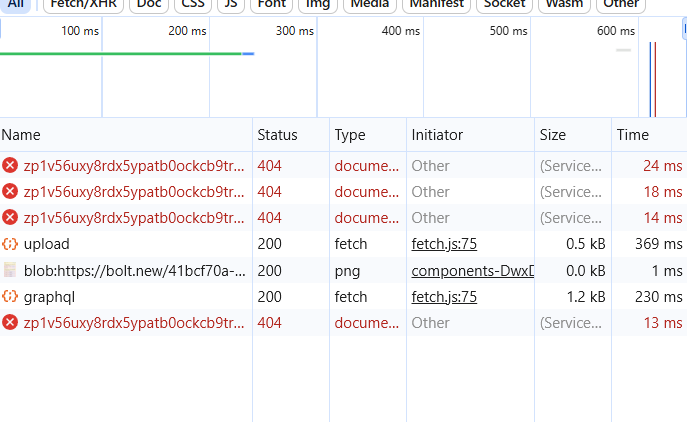 All Fetch/XHR Doc CSS JS Font Img Media Manifest Socket Wasm Other
100 ms 200 ms 300 ms 400 ms 500 ms 600 ms
Name Status Type Initiator Size Time
zp1v56uxy8rdx5ypatb0ockcb9tr... 404 docume... Other (Service... 24 ms
zp1v56uxy8rdx5ypatb0ockcb9tr... 404 docume... Other (Service... 18 ms
zp1v56uxy8rdx5ypatb0ockcb9tr... 404 docume... Other (Service... 14 ms
upload 200 fetch fetch.js:75 0.5 kB 369 ms
blob:https://bolt.new/41bcf70a-... 200 png components-DwxD 0.0 kB 1 ms
graphql 200 fetch fetch.js:75 1.2 kB 230 ms
zp1v56uxy8rdx5ypatb0ockcb9tr... 404 docume... Other (Service... 13 ms